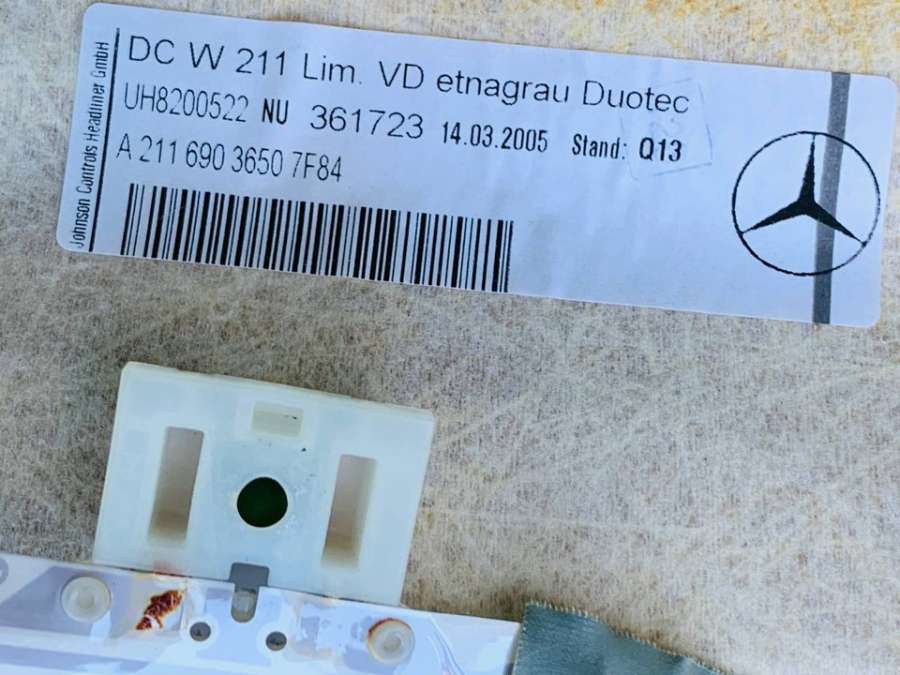 DC W 211 Lim. VD etnagrau Duotec
UH8200522 NU 361723 14.03.2005 Stand: Q13
A 211 690 3650 7F84
Johnson Controls Headliner GmbH